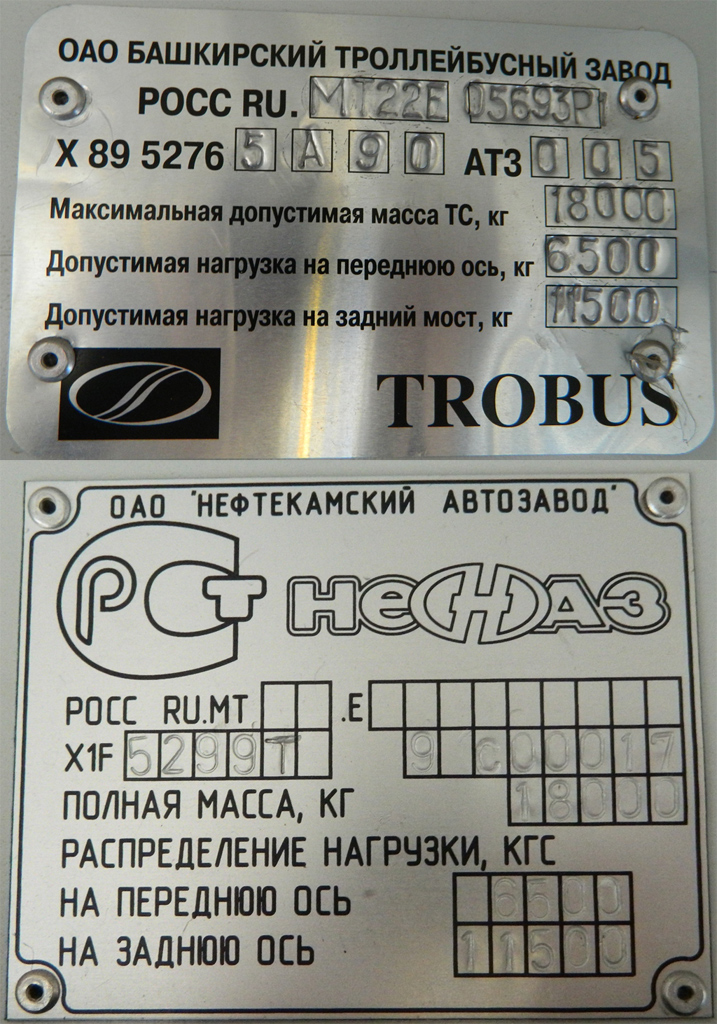 ОАО БАШКИРСКИЙ ТРОЛЛЕЙБУСНЫЙ ЗАВОД
РОСС RU. МТ22Е 05693Р1
X 89 5276 5 A 9 0 АТЗ 0 0 5
Максимальная допустимая масса ТС, кг 18000
Допустимая нагрузка на переднюю ось, кг 6500
Допустимая нагрузка на задний мост, кг 11500
TROBUS
ОАО "НЕФТЕКАМСКИЙ АВТОЗАВОД"
РСТ НЕФАЗ
РОСС RU.МТ .Е
X1F 5299T 9 C00017
ПОЛНАЯ МАССА, КГ 18000
РАСПРЕДЕЛЕНИЕ НАГРУЗКИ, КГС
НА ПЕРЕДНЮЮ ОСЬ 6500
НА ЗАДНЮЮ ОСЬ 11500